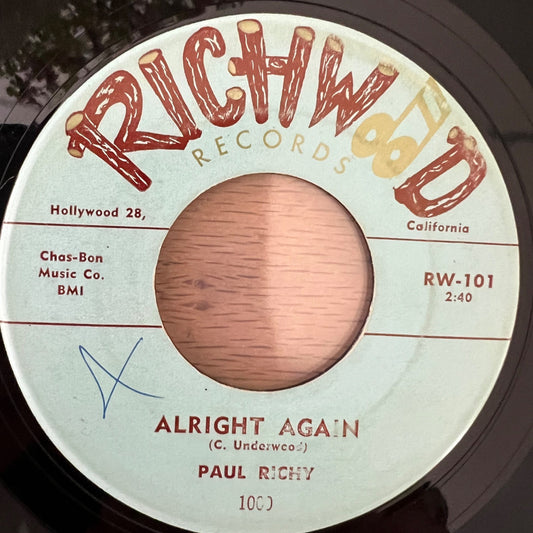 RICHWOOD
RECORDS
Hollywood 28,
California
Chas-Bon
Music Co.
BMI
RW-101
2:40
ALRIGHT AGAIN
(C. Underwood)
PAUL RICHY
1000